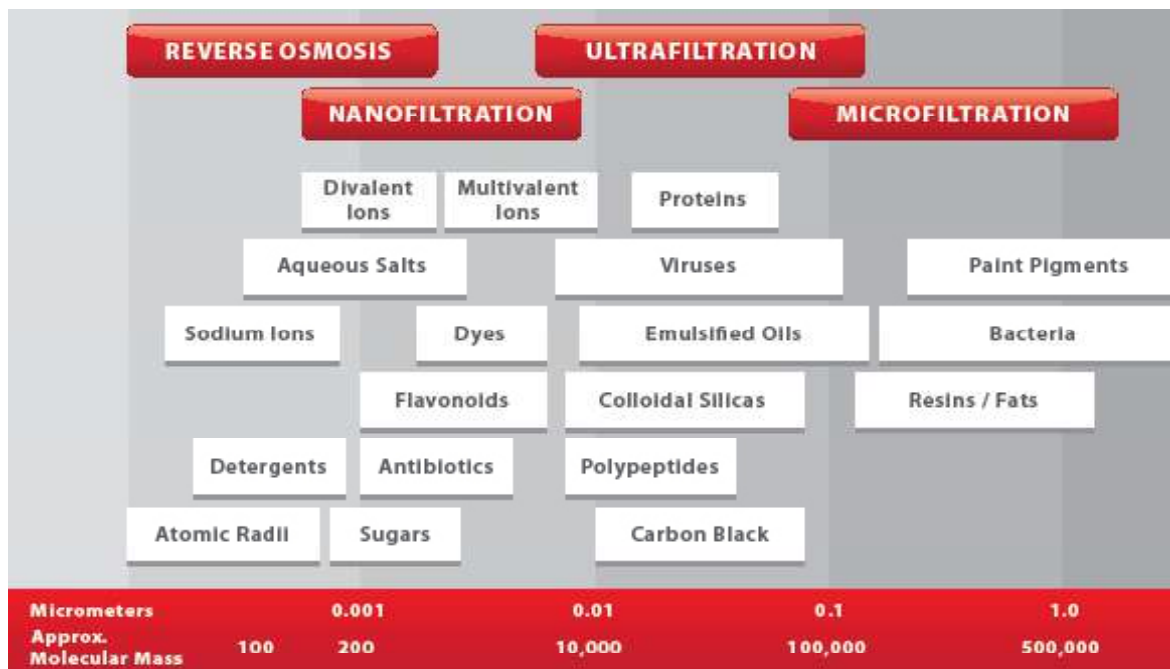 REVERSE OSMOSIS
ULTRAFILTRATION
NANOFILTRATION
MICROFILTRATION
Divalent
Ions
Multivalent
Ions
Proteins
Aqueous Salts
Viruses
Paint Pigments
Sodium Ions
Dyes
Emulsified Oils
Bacteria
Flavonoids
Colloidal Silicas
Resins / Fats
Detergents
Antibiotics
Polypeptides
Atomic Radii
Sugars
Carbon Black
Micrometers 0.001 0.01 0.1 1.0
Approx.
Molecular Mass 100 200 10,000 100,000 500,000